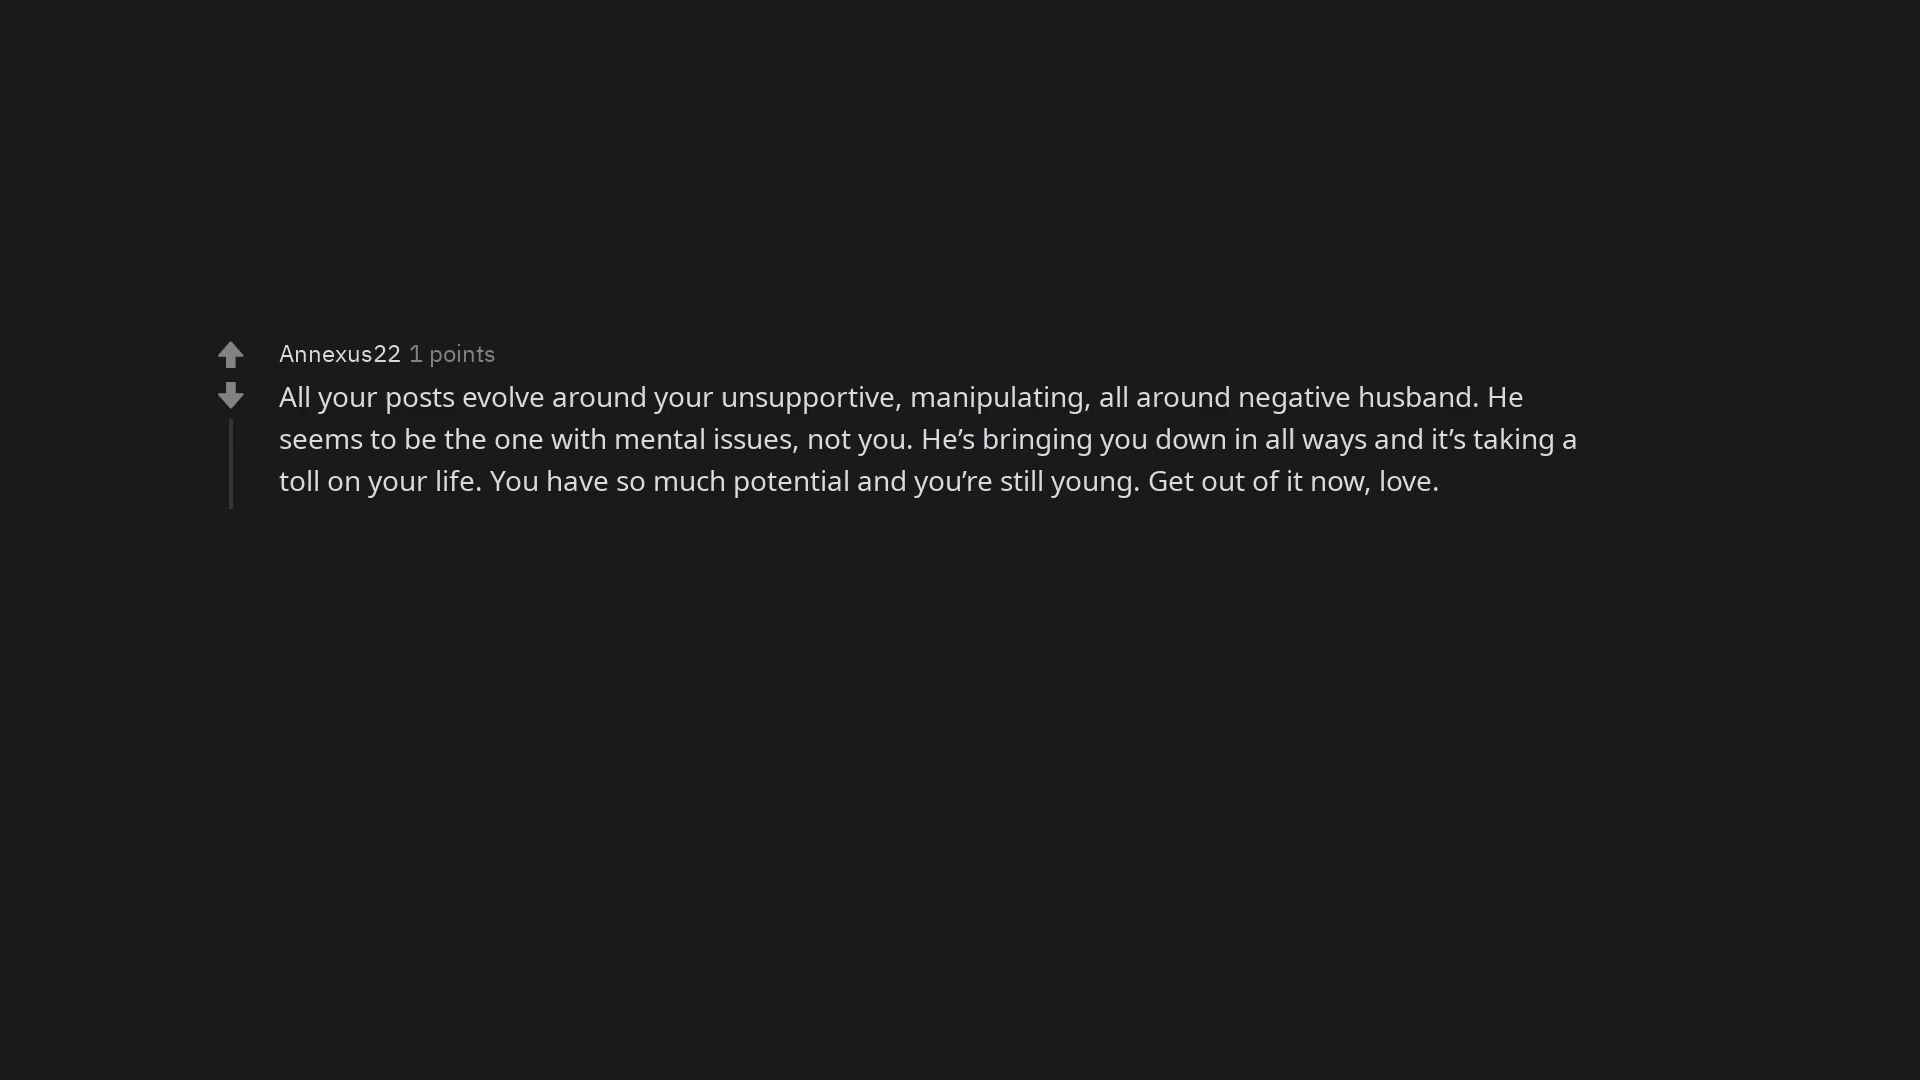 Annexus22 1 points
All your posts evolve around your unsupportive, manipulating, all around negative husband. He
seems to be the one with mental issues, not you. He’s bringing you down in all ways and it’s taking a
toll on your life. You have so much potential and you’re still young. Get out of it now, love.